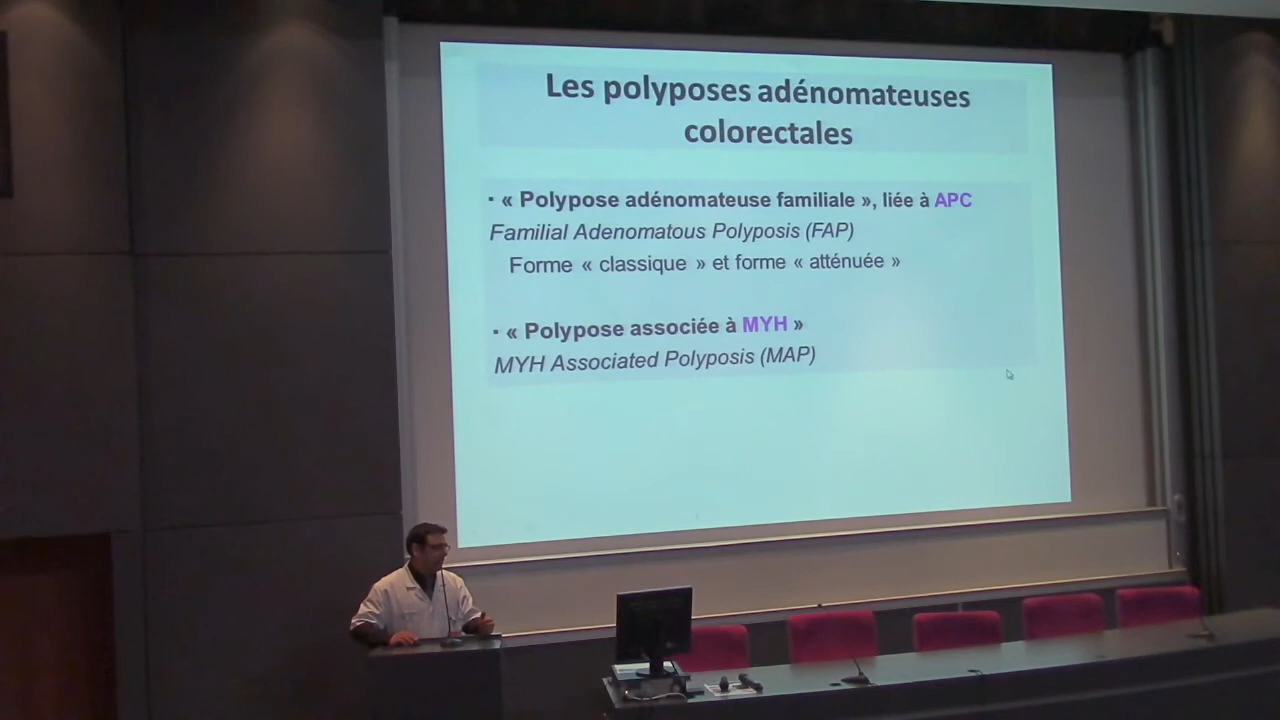 Les polyposes adénomateuses
colorectales
▪ « Polypose adénomateuse familiale », liée à APC
Familial Adenomatous Polyposis (FAP)
Forme « classique » et forme « atténuée »
▪ « Polypose associée à MYH »
MYH Associated Polyposis (MAP)